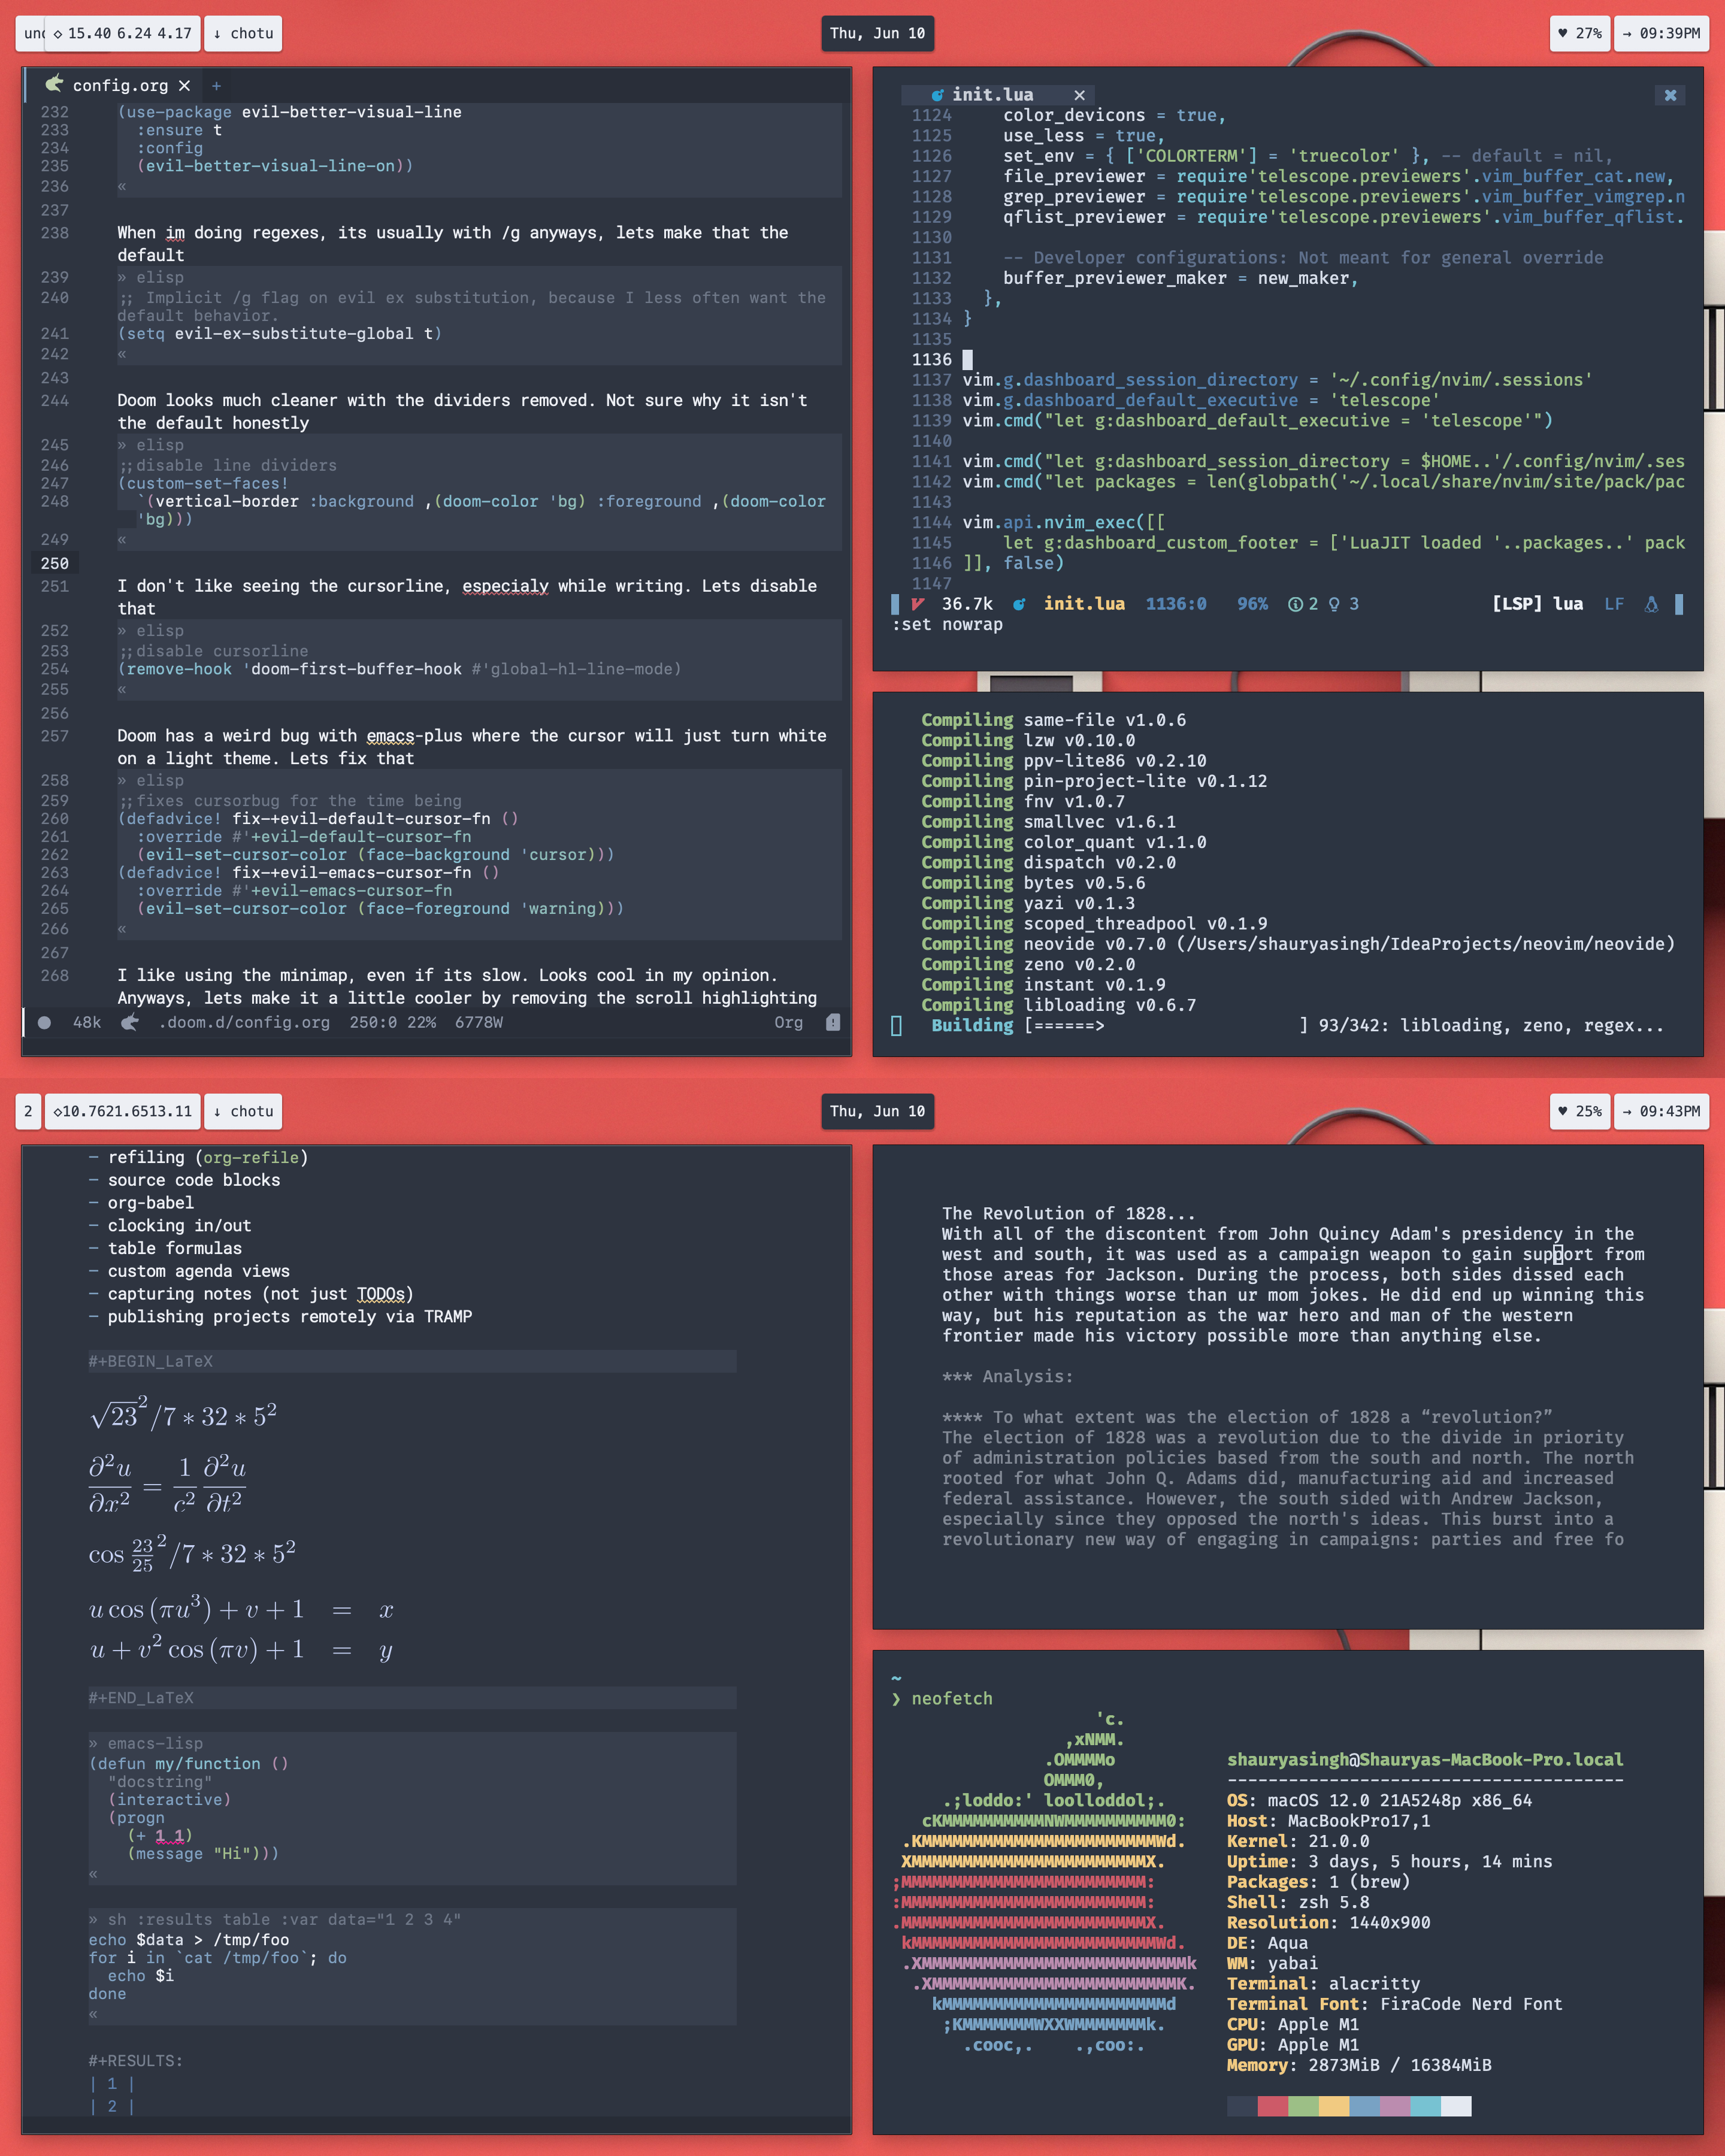 und ◇ 15.40 6.24 4.17 ↓ chotu
Thu, Jun 10
♥ 27% → 09:39PM
config.org × +
232 (use-package evil-better-visual-line
233 :ensure t
234 :config
235 (evil-better-visual-line-on))
236 «
237
238 When im doing regexes, its usually with /g anyways, lets make that the
default
239 » elisp
240 ;; Implicit /g flag on evil ex substitution, because I less often want the
default behavior.
241 (setq evil-ex-substitute-global t)
242 «
243
244 Doom looks much cleaner with the dividers removed. Not sure why it isn't
the default honestly
245 » elisp
246 ;;disable line dividers
247 (custom-set-faces!
248 `(vertical-border :background ,(doom-color 'bg) :foreground ,(doom-color
'bg)))
249 «
250
251 I don't like seeing the cursorline, especialy while writing. Lets disable
that
252 » elisp
253 ;;disable cursorline
254 (remove-hook 'doom-first-buffer-hook #'global-hl-line-mode)
255 «
256
257 Doom has a weird bug with emacs-plus where the cursor will just turn white
on a light theme. Lets fix that
258 » elisp
259 ;;fixes cursorbug for the time being
260 (defadvice! fix-+evil-default-cursor-fn ()
261 :override #'+evil-default-cursor-fn
262 (evil-set-cursor-color (face-background 'cursor)))
263 (defadvice! fix-+evil-emacs-cursor-fn ()
264 :override #'+evil-emacs-cursor-fn
265 (evil-set-cursor-color (face-foreground 'warning)))
266 «
267
268 I like using the minimap, even if its slow. Looks cool in my opinion.
Anyways, lets make it a little cooler by removing the scroll highlighting
48k .doom.d/config.org 250:0 22% 6778W Org
init.lua ×
1124 color_devicons = true,
1125 use_less = true,
1126 set_env = { ['COLORTERM'] = 'truecolor' }, -- default = nil,
1127 file_previewer = require'telescope.previewers'.vim_buffer_cat.new,
1128 grep_previewer = require'telescope.previewers'.vim_buffer_vimgrep.n
1129 qflist_previewer = require'telescope.previewers'.vim_buffer_qflist.
1130
1131 -- Developer configurations: Not meant for general override
1132 buffer_previewer_maker = new_maker,
1133 },
1134 }
1135
1136
1137 vim.g.dashboard_session_directory = '~/.config/nvim/.sessions'
1138 vim.g.dashboard_default_executive = 'telescope'
1139 vim.cmd("let g:dashboard_default_executive = 'telescope'")
1140
1141 vim.cmd("let g:dashboard_session_directory = $HOME..'/.config/nvim/.ses
1142 vim.cmd("let packages = len(globpath('~/.local/share/nvim/site/pack/pac
1143
1144 vim.api.nvim_exec([[
1145 let g:dashboard_custom_footer = ['LuaJIT loaded '..packages..' pack
1146 ]], false)
1147
36.7k init.lua 1136:0 96% 2 3 [LSP] lua LF
:set nowrap
Compiling same-file v1.0.6
Compiling lzw v0.10.0
Compiling ppv-lite86 v0.2.10
Compiling pin-project-lite v0.1.12
Compiling fnv v1.0.7
Compiling smallvec v1.6.1
Compiling color_quant v1.1.0
Compiling dispatch v0.2.0
Compiling bytes v0.5.6
Compiling yazi v0.1.3
Compiling scoped_threadpool v0.1.9
Compiling neovide v0.7.0 (/Users/shauryasingh/IdeaProjects/neovim/neovide)
Compiling zeno v0.2.0
Compiling instant v0.1.9
Compiling libloading v0.6.7
Building [======> ] 93/342: libloading, zeno, regex...
2 ◇10.7621.6513.11 ↓ chotu
Thu, Jun 10
♥ 25% → 09:43PM
– refiling (org-refile)
– source code blocks
– org-babel
– clocking in/out
– table formulas
– custom agenda views
– capturing notes (not just TODOs)
– publishing projects remotely via TRAMP
#+BEGIN_LaTeX
√23²/7 * 32 * 5²
∂²u/∂x² = 1/c² ∂²u/∂t²
cos 23/25²/7 * 32 * 5²
u cos (πu³) + v + 1 = x
u + v² cos (πv) + 1 = y
#+END_LaTeX
» emacs-lisp
(defun my/function ()
"docstring"
(interactive)
(progn
(+ 1 1)
(message "Hi")))
«
» sh :results table :var data="1 2 3 4"
echo $data > /tmp/foo
for i in `cat /tmp/foo`; do
echo $i
done
«
#+RESULTS:
| 1 |
| 2 |
The Revolution of 1828...
With all of the discontent from John Quincy Adam's presidency in the
west and south, it was used as a campaign weapon to gain support from
those areas for Jackson. During the process, both sides dissed each
other with things worse than ur mom jokes. He did end up winning this
way, but his reputation as the war hero and man of the western
frontier made his victory possible more than anything else.
*** Analysis:
**** To what extent was the election of 1828 a “revolution?”
The election of 1828 was a revolution due to the divide in priority
of administration policies based from the south and north. The north
rooted for what John Q. Adams did, manufacturing aid and increased
federal assistance. However, the south sided with Andrew Jackson,
especially since they opposed the north's ideas. This burst into a
revolutionary new way of engaging in campaigns: parties and free fo
~
❯ neofetch
'c.
,xNMM.
.OMMMMo
OMMM0,
.;loddo:' loolloddol;.
cKMMMMMMMMMMNWMMMMMMMMMM0:
.KMMMMMMMMMMMMMMMMMMMMMMMWd.
XMMMMMMMMMMMMMMMMMMMMMMMX.
;MMMMMMMMMMMMMMMMMMMMMMMM:
:MMMMMMMMMMMMMMMMMMMMMMMM:
.MMMMMMMMMMMMMMMMMMMMMMMMX.
kMMMMMMMMMMMMMMMMMMMMMMMMWd.
.XMMMMMMMMMMMMMMMMMMMMMMMMMMk
.XMMMMMMMMMMMMMMMMMMMMMMMMK.
kMMMMMMMMMMMMMMMMMMMMMMd
;KMMMMMMMWXXWMMMMMMMk.
.cooc,. .,coo:.
shauryasingh@Shauryas-MacBook-Pro.local
---------------------------------------
OS: macOS 12.0 21A5248p x86_64
Host: MacBookPro17,1
Kernel: 21.0.0
Uptime: 3 days, 5 hours, 14 mins
Packages: 1 (brew)
Shell: zsh 5.8
Resolution: 1440x900
DE: Aqua
WM: yabai
Terminal: alacritty
Terminal Font: FiraCode Nerd Font
CPU: Apple M1
GPU: Apple M1
Memory: 2873MiB / 16384MiB